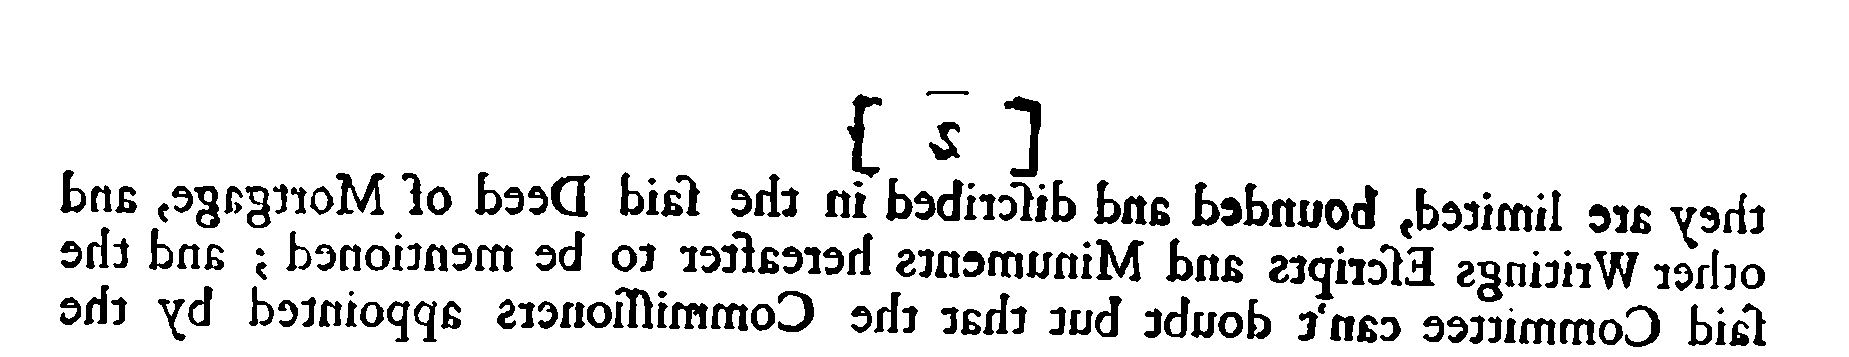 [ 2 ]
they are limited, bounded and diſcribed in the ſaid Deed of Mortgage, and
other Writings Eſcripts and Minuments hereafter to be mentioned ; and the
ſaid Committee can't doubt but that the Commiſſioners appointed by the